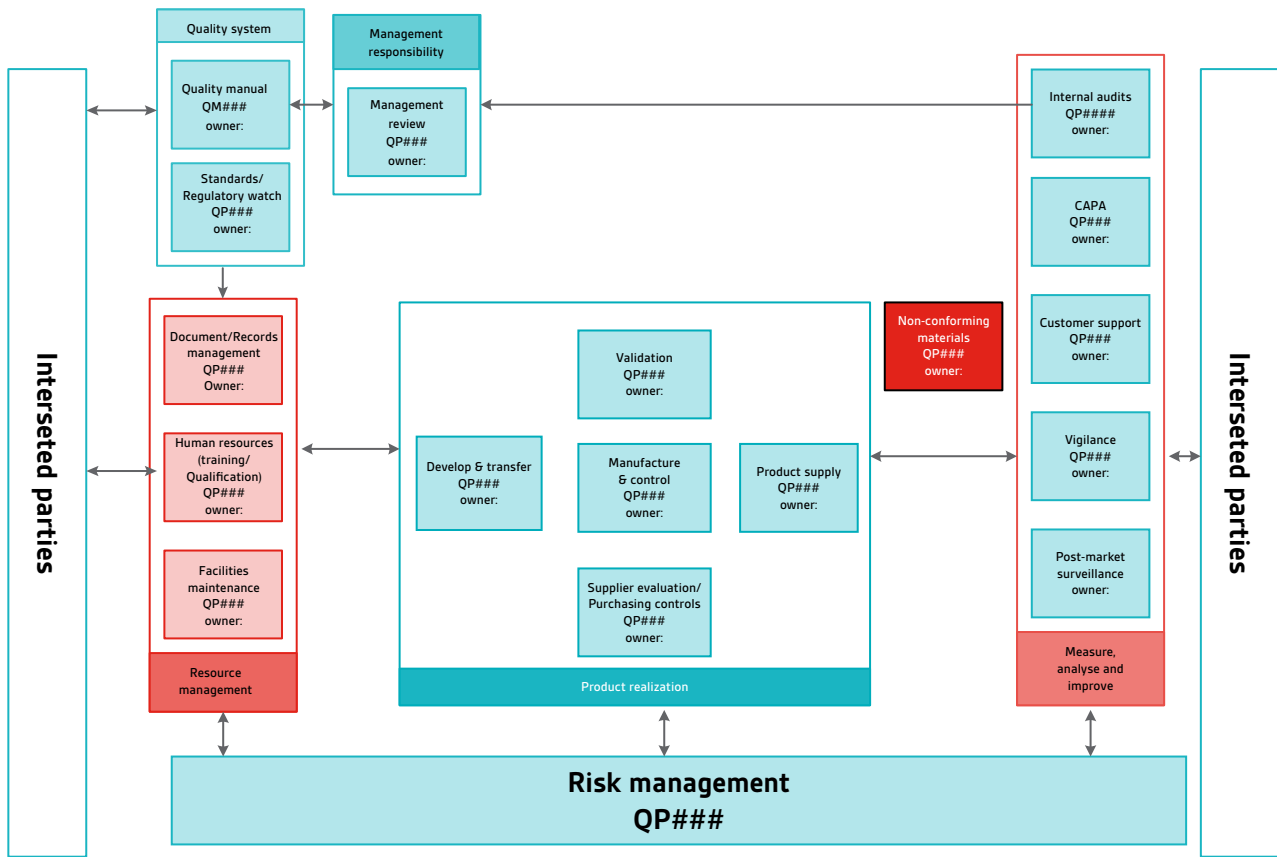 Interseted parties
Quality system
Quality manual
QM###
owner:
Standards/
Regulatory watch
QP###
owner:
Management
responsibility
Management
review
QP###
owner:
Document/Records
management
QP###
Owner:
Human resources
(training/
Qualification)
QP###
owner:
Facilities
maintenance
QP###
owner:
Resource
management
Validation
QP###
owner:
Develop & transfer
QP###
owner:
Manufacture
& control
QP###
owner:
Product supply
QP###
owner:
Supplier evaluation/
Purchasing controls
QP###
owner:
Product realization
Non-conforming
materials
QP###
owner:
Internal audits
QP####
owner:
CAPA
QP###
owner:
Customer support
QP###
owner:
Vigilance
QP###
owner:
Post-market
surveillance
owner:
Measure,
analyse and
improve
Interseted parties
Risk management
QP###